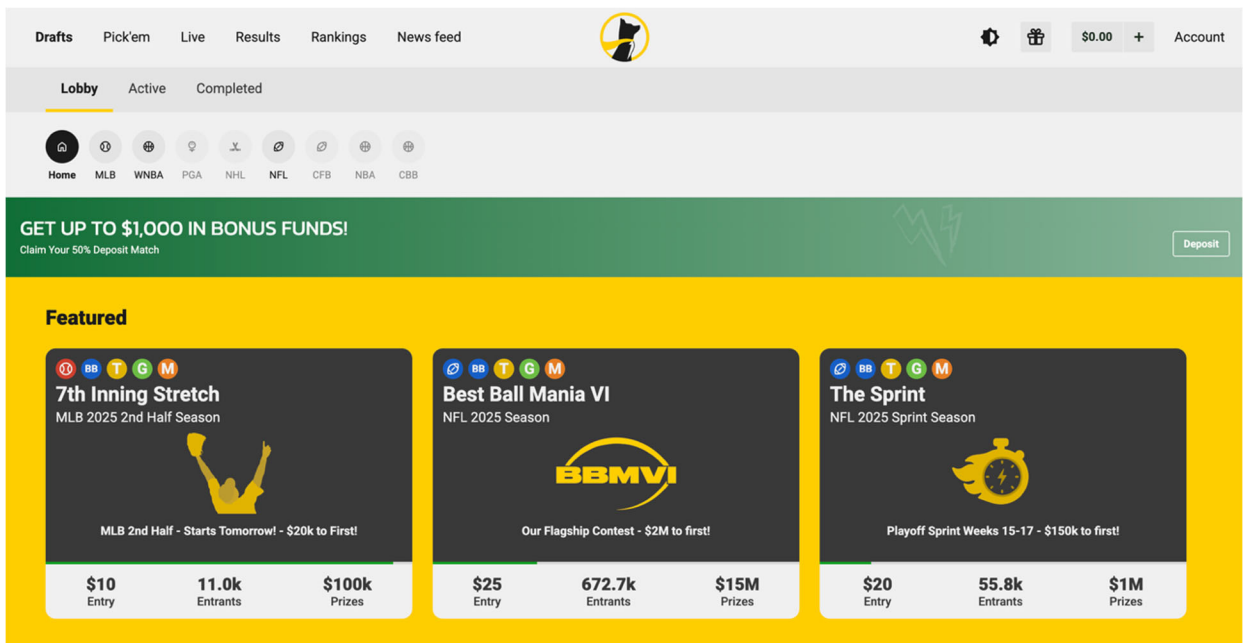 Drafts Pick'em Live Results Rankings News feed $0.00 + Account
Lobby Active Completed
Home MLB WNBA PGA NHL NFL CFB NBA CBB
GET UP TO $1,000 IN BONUS FUNDS!
Claim Your 50% Deposit Match
Deposit
Featured
BB T G M
7th Inning Stretch
MLB 2025 2nd Half Season
MLB 2nd Half - Starts Tomorrow! - $20k to First!
$10 11.0k $100k
Entry Entrants Prizes
BB T G M
Best Ball Mania VI
NFL 2025 Season
BBMVI
Our Flagship Contest - $2M to first!
$25 672.7k $15M
Entry Entrants Prizes
BB T G M
The Sprint
NFL 2025 Sprint Season
Playoff Sprint Weeks 15-17 - $150k to first!
$20 55.8k $1M
Entry Entrants Prizes